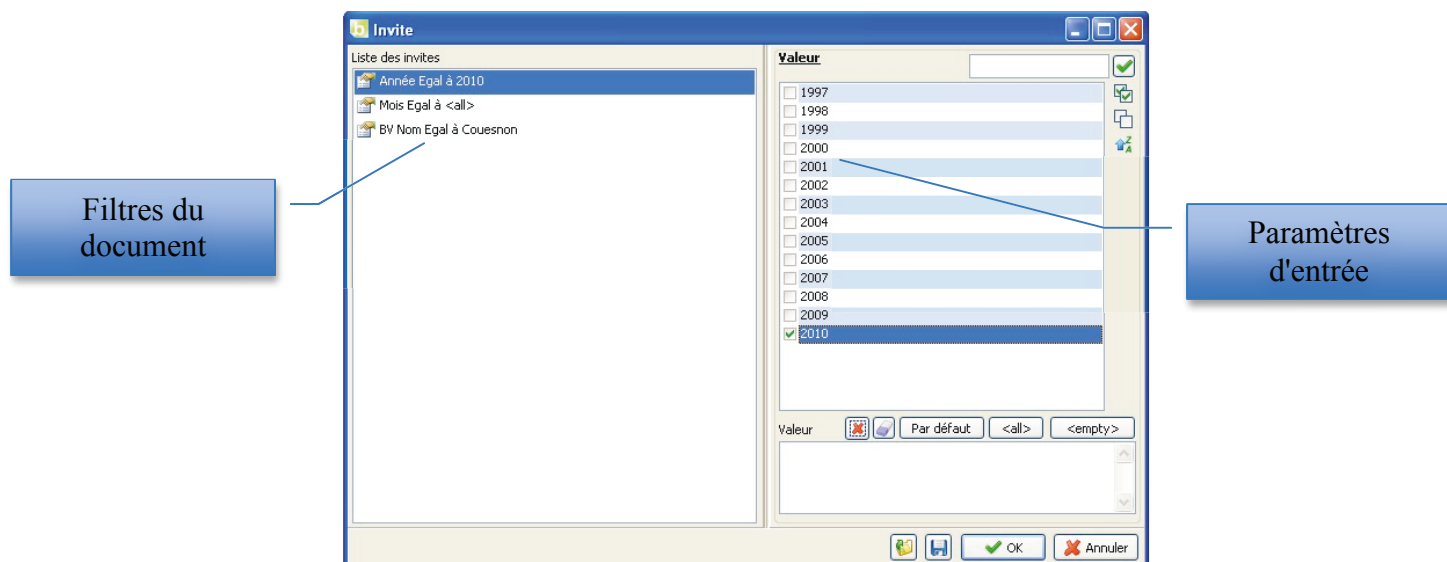 Invite
Liste des invites
Année Egal à 2010
Mois Egal à <all>
BV Nom Egal à Couesnon
Filtres du
document
Valeur
1997
1998
1999
2000
2001
2002
2003
2004
2005
2006
2007
2008
2009
2010
Paramètres
d'entrée
Valeur
Par défaut
<all>
<empty>
OK
Annuler